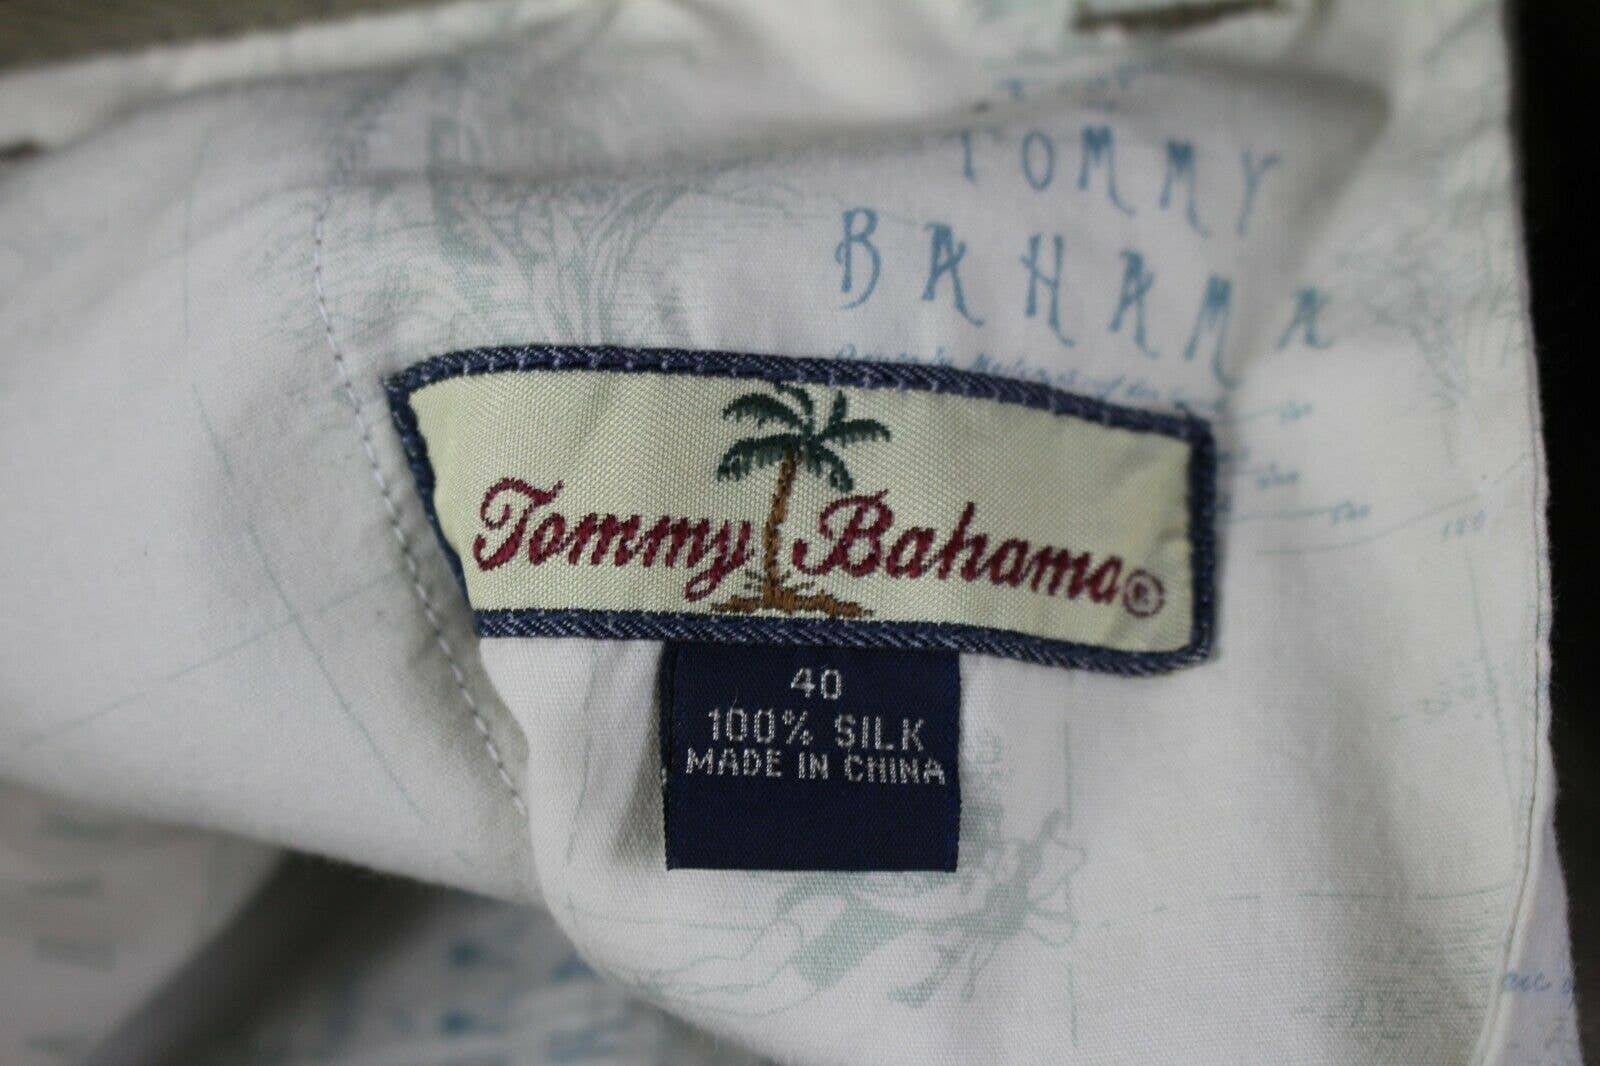 TOMMY
BAHAMA
Tommy Bahama®
40
100% SILK
MADE IN CHINA